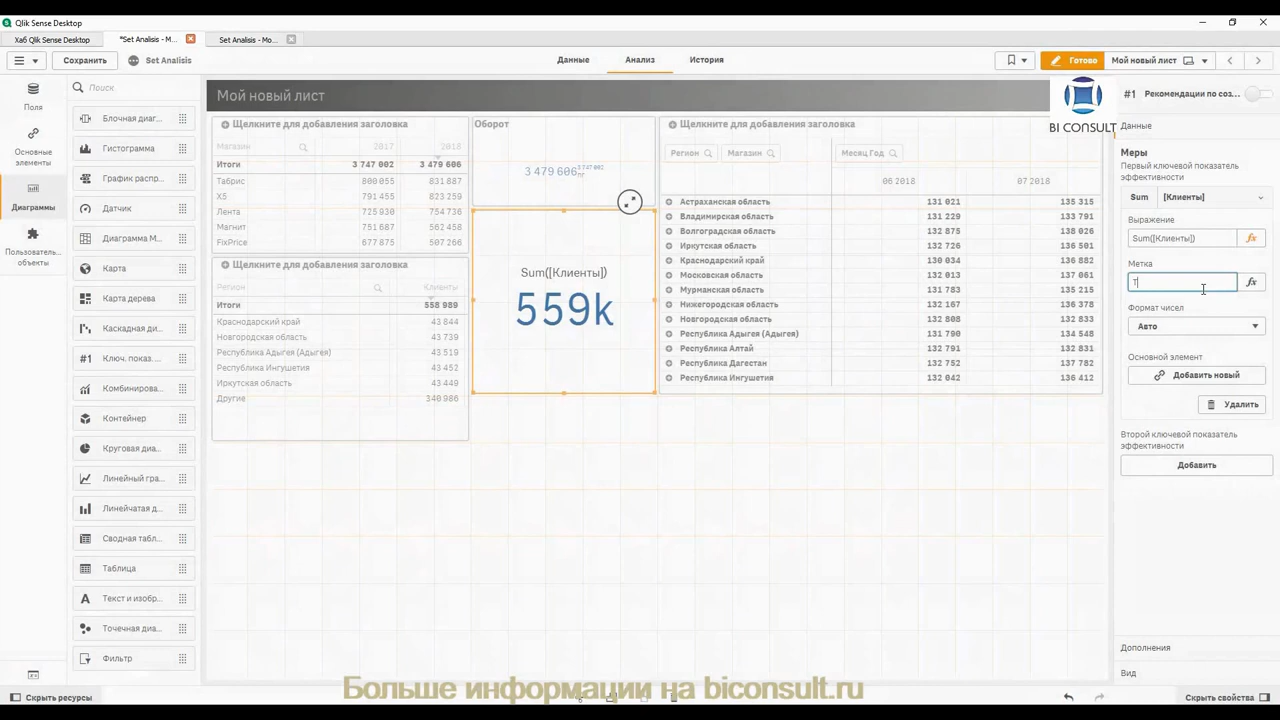 Qlik Sense Desktop
Хаб Qlik Sense Desktop
*Set Analisis - M...
Set Analisis - Mo...
Сохранить
Set Analisis
Данные
Анализ
История
Готово
Мой новый лист
Поля
Основные элементы
Диаграммы
Пользователь... объекты
Поиск
Блочная диаг...
Гистограмма
График распр...
Датчик
Диаграмма M...
Карта
Карта дерева
Каскадная ди...
#1 Ключ. показ...
Комбинирова...
Контейнер
Круговая диа...
Линейный гра...
Линейчатая д...
Сводная табл...
Таблица
Текст и изобр...
Точечная диа...
Фильтр
Мой новый лист
Щелкните для добавления заголовка
Магазин 2017 2018
Итоги 3 747 002 3 479 606
Табрис 800 055 831 887
X5 791 455 823 259
Лента 725 930 754 736
Магнит 751 687 562 458
FixPrice 677 875 507 266
Щелкните для добавления заголовка
Регион Клиенты
Итоги 558 989
Краснодарский край 43 844
Новгородская область 43 739
Республика Адыгея (Адыгея) 43 519
Республика Ингушетия 43 452
Иркутская область 43 449
Другие 340 986
Оборот
3 479 606 3 747 002
ПГ
Sum([Клиенты])
559k
Щелкните для добавления заголовка
Регион Магазин Месяц Год
06 2018 07 2018
Астраханская область 131 021 135 315
Владимирская область 131 229 133 791
Волгоградская область 132 875 138 026
Иркутская область 132 726 136 501
Краснодарский край 130 034 136 882
Московская область 132 013 137 061
Мурманская область 131 783 135 215
Нижегородская область 132 167 136 378
Новгородская область 132 808 132 833
Республика Адыгея (Адыгея) 131 790 134 548
Республика Алтай 132 791 132 831
Республика Дагестан 132 752 137 782
Республика Ингушетия 132 042 136 412
BI CONSULT
#1 Рекомендации по соз...
Данные
Меры
Первый ключевой показатель
эффективности
Sum [Клиенты]
Выражение
Sum([Клиенты])
Метка
Т
Формат чисел
Авто
Основной элемент
Добавить новый
Удалить
Второй ключевой показатель
эффективности
Добавить
Дополнения
Вид
Скрыть ресурсы
Больше информации на biconsult.ru
Скрыть свойства